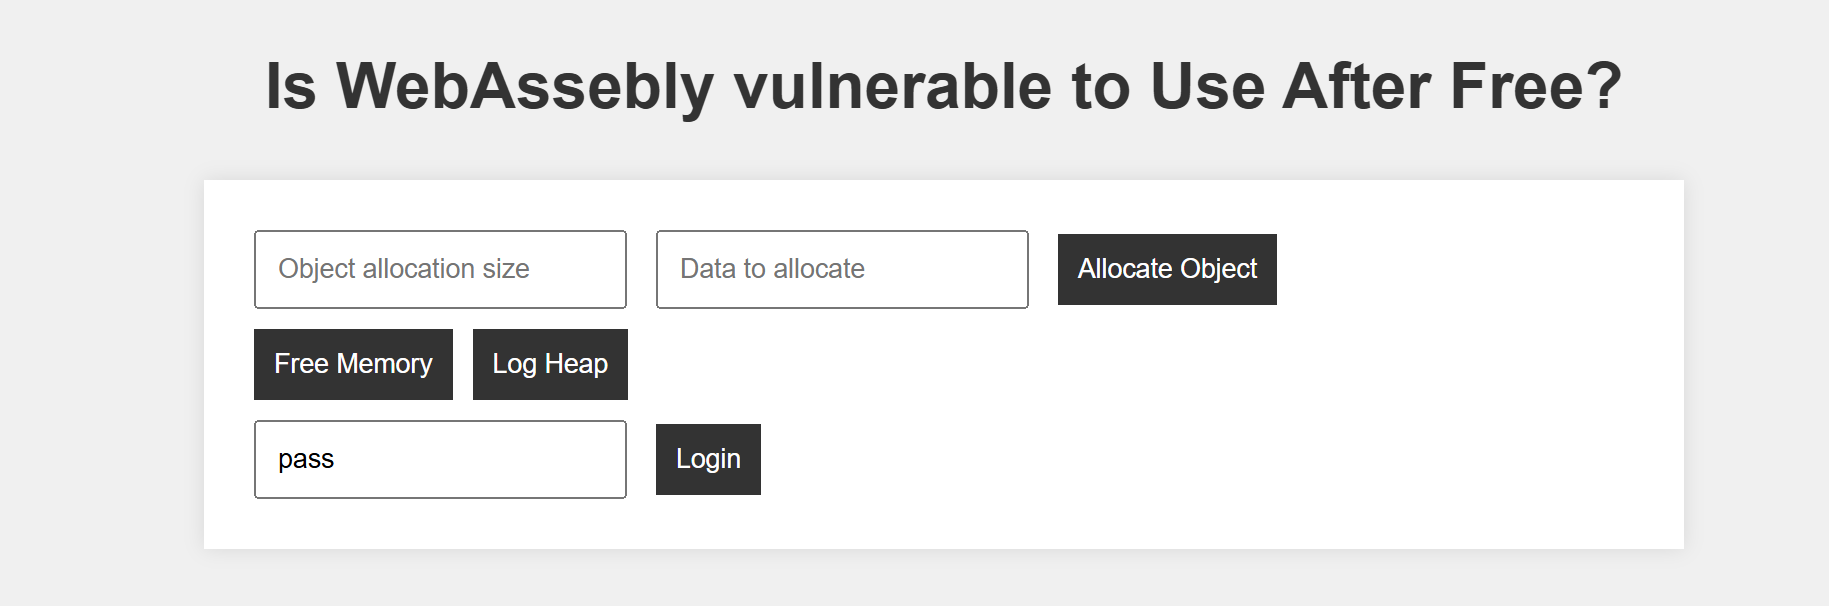 Is WebAssebly vulnerable to Use After Free?
Object allocation size Data to allocate Allocate Object
Free Memory Log Heap
pass Login